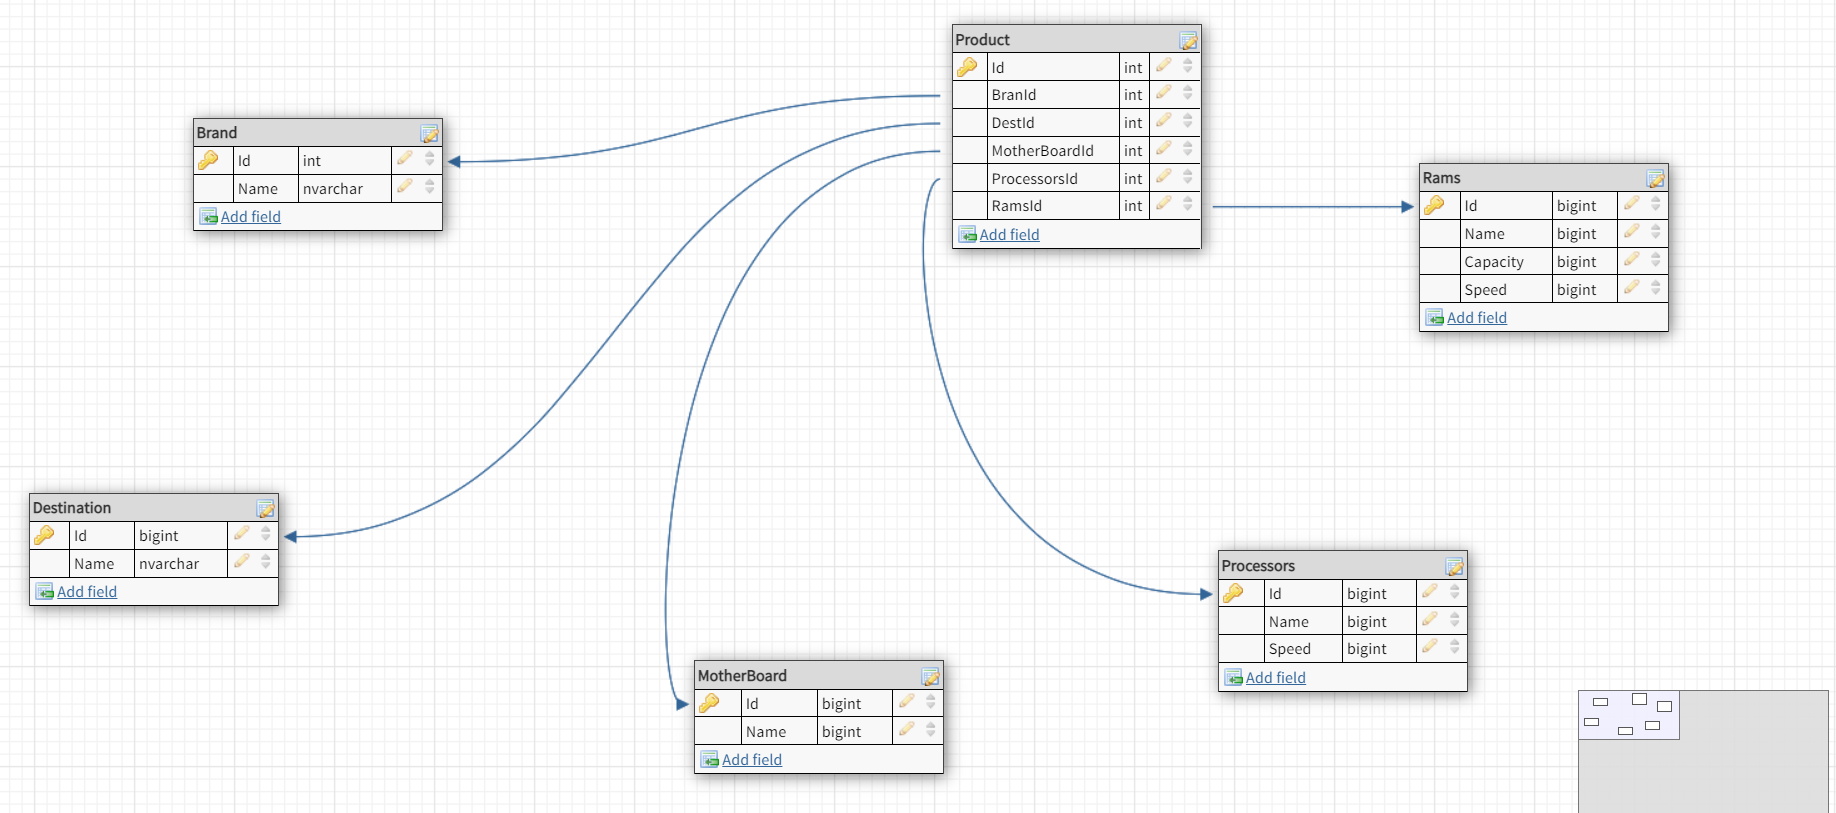 Product
Id int
BranId int
DestId int
MotherBoardId int
ProcessorsId int
RamsId int
Add field
Brand
Id int
Name nvarchar
Add field
Rams
Id bigint
Name bigint
Capacity bigint
Speed bigint
Add field
Destination
Id bigint
Name nvarchar
Add field
Processors
Id bigint
Name bigint
Speed bigint
Add field
MotherBoard
Id bigint
Name bigint
Add field